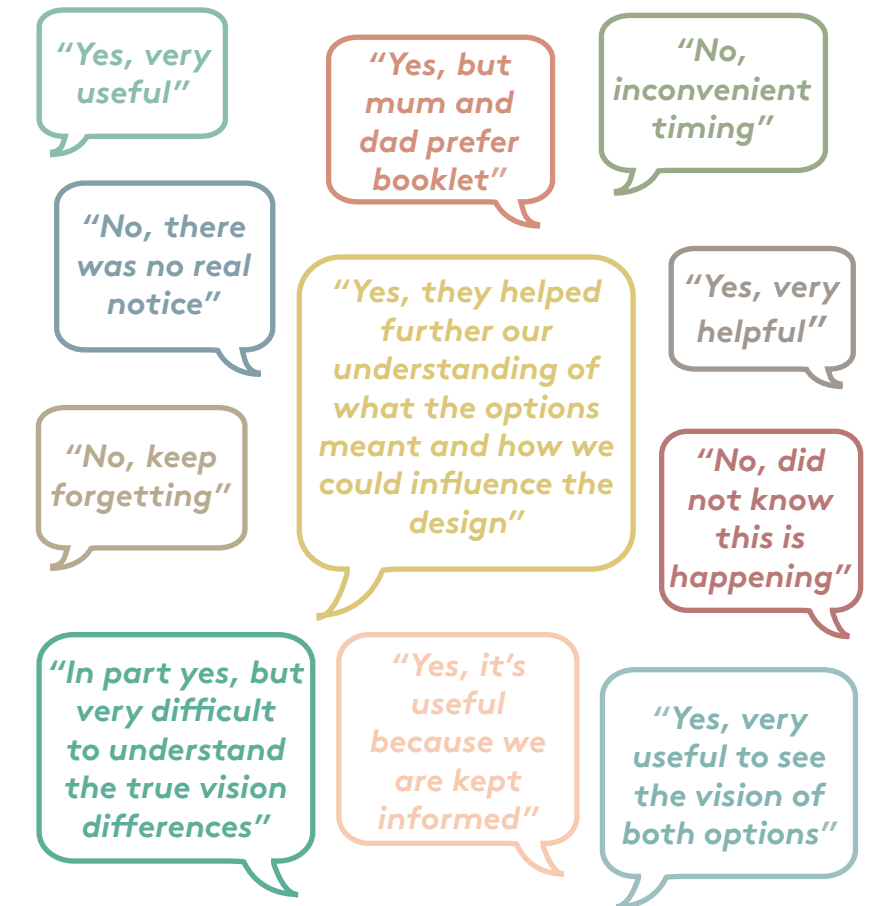 “Yes, very
useful”
“Yes, but
mum and
dad prefer
booklet”
“No,
inconvenient
timing”
“No, there
was no real
notice”
“Yes, they helped
further our
understanding of
what the options
meant and how we
could influence the
design”
“Yes, very
helpful”
“No, keep
forgetting”
“No, did
not know
this is
happening”
“In part yes, but
very difficult
to understand
the true vision
differences”
“Yes, it’s
useful
because we
are kept
informed”
“Yes, very
useful to see
the vision of
both options”